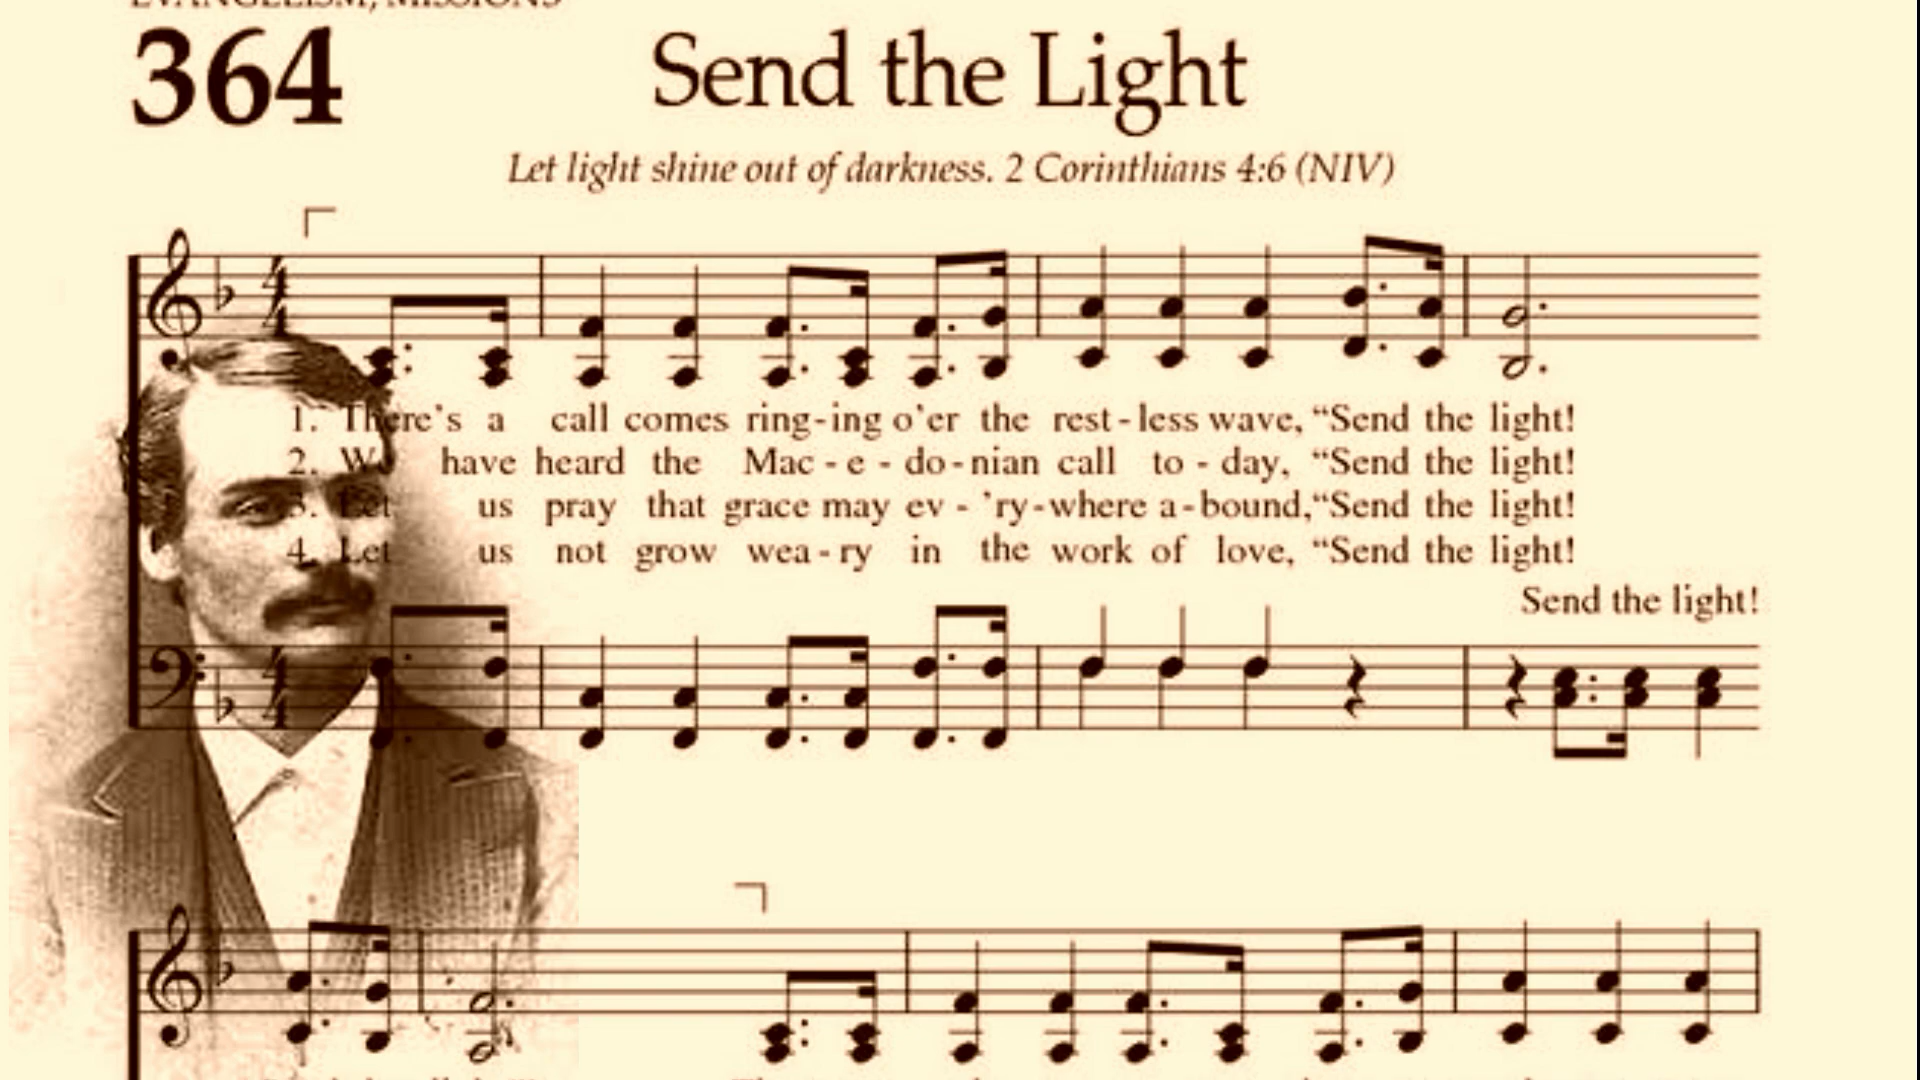 EVANGELISM, MISSIONS
364
Send the Light
Let light shine out of darkness. 2 Corinthians 4:6 (NIV)
1. There's a call comes ring-ing o'er the rest-less wave, “Send the light!
2. We have heard the Mac-e-do-nian call to-day, “Send the light!
3. Let us pray that grace may ev-'ry-where a-bound,“Send the light!
4. Let us not grow wea-ry in the work of love, “Send the light!
Send the light!